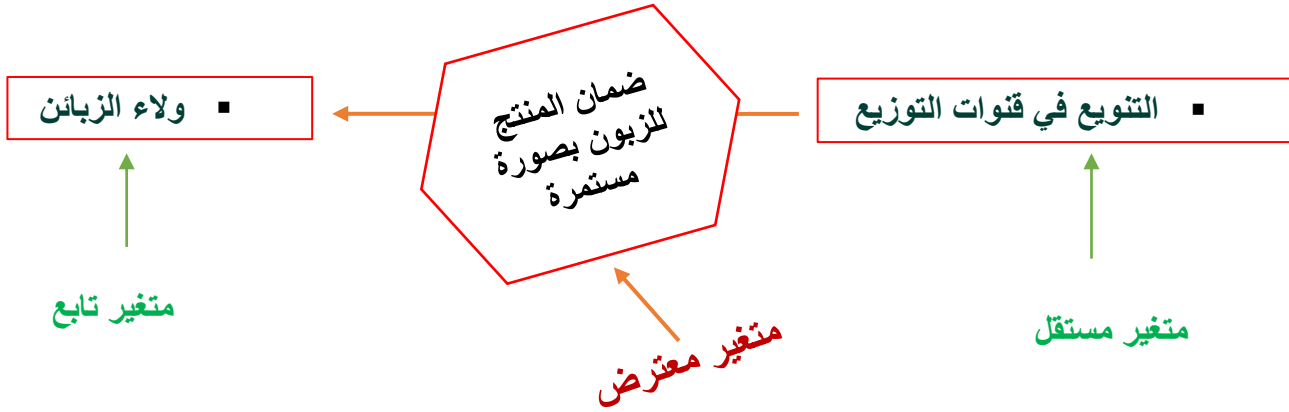 ▪ التنويع في قنوات التوزيع
ضمان المنتج
للزبون بصورة
مستمرة
▪ ولاء الزبائن
متغير مستقل
متغير معترض
متغير تابع